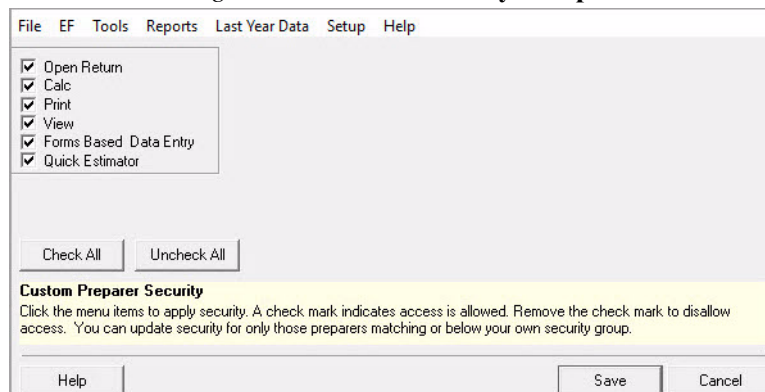 File EF Tools Reports Last Year Data Setup Help
Open Return
Calc
Print
View
Forms Based Data Entry
Quick Estimator
Check All Uncheck All
Custom Preparer Security
Click the menu items to apply security. A check mark indicates access is allowed. Remove the check mark to disallow
access. You can update security for only those preparers matching or below your own security group.
Help Save Cancel